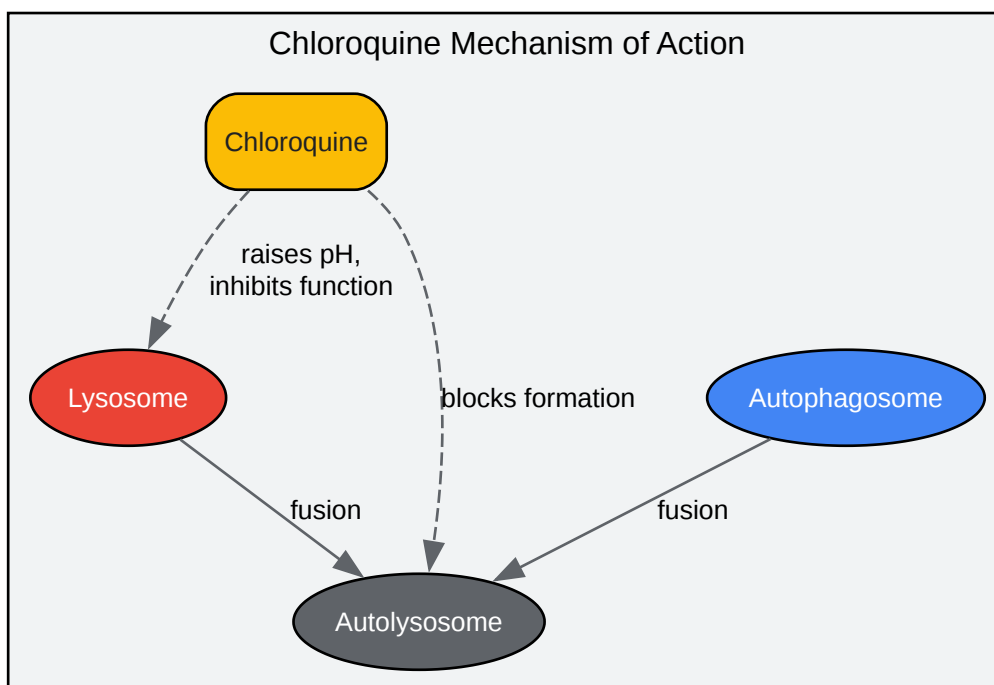 Chloroquine Mechanism of Action
Chloroquine
raises pH,
inhibits function
Lysosome
blocks formation
Autophagosome
fusion
fusion
Autolysosome